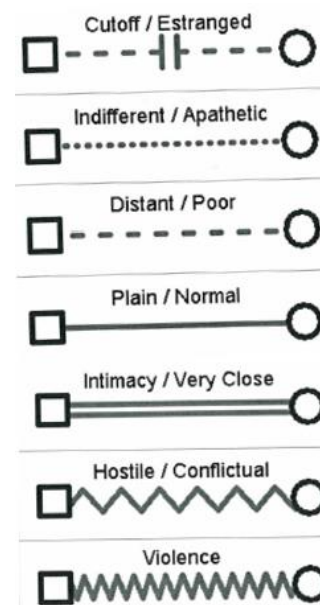 Cutoff / Estranged
Indifferent / Apathetic
Distant / Poor
Plain / Normal
Intimacy / Very Close
Hostile / Conflictual
Violence